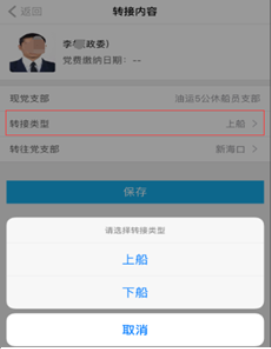 返回 转接内容
李 (政委)
党费缴纳日期： --
现党支部 油运5公休船员支部
转接类型 上船
转往党支部 新海口
保存
请选择转接类型
上船
下船
取消